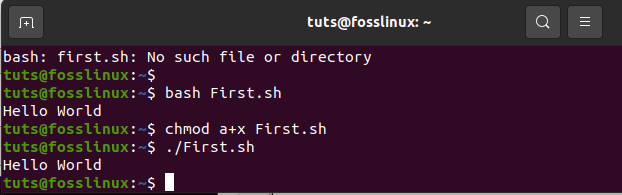 tuts@fosslinux: ~
bash: first.sh: No such file or directory
tuts@fosslinux:~$
tuts@fosslinux:~$ bash First.sh
Hello World
tuts@fosslinux:~$ chmod a+x First.sh
tuts@fosslinux:~$ ./First.sh
Hello World
tuts@fosslinux:~$